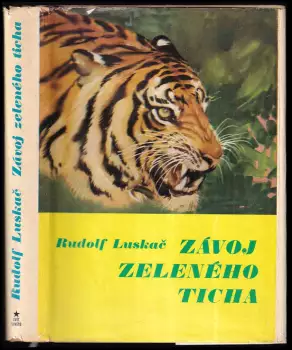 Rudolf Luskač Závoj zeleného ticha
Rudolf Luskač ZÁVOJ
ZELENÉHO
TICHA